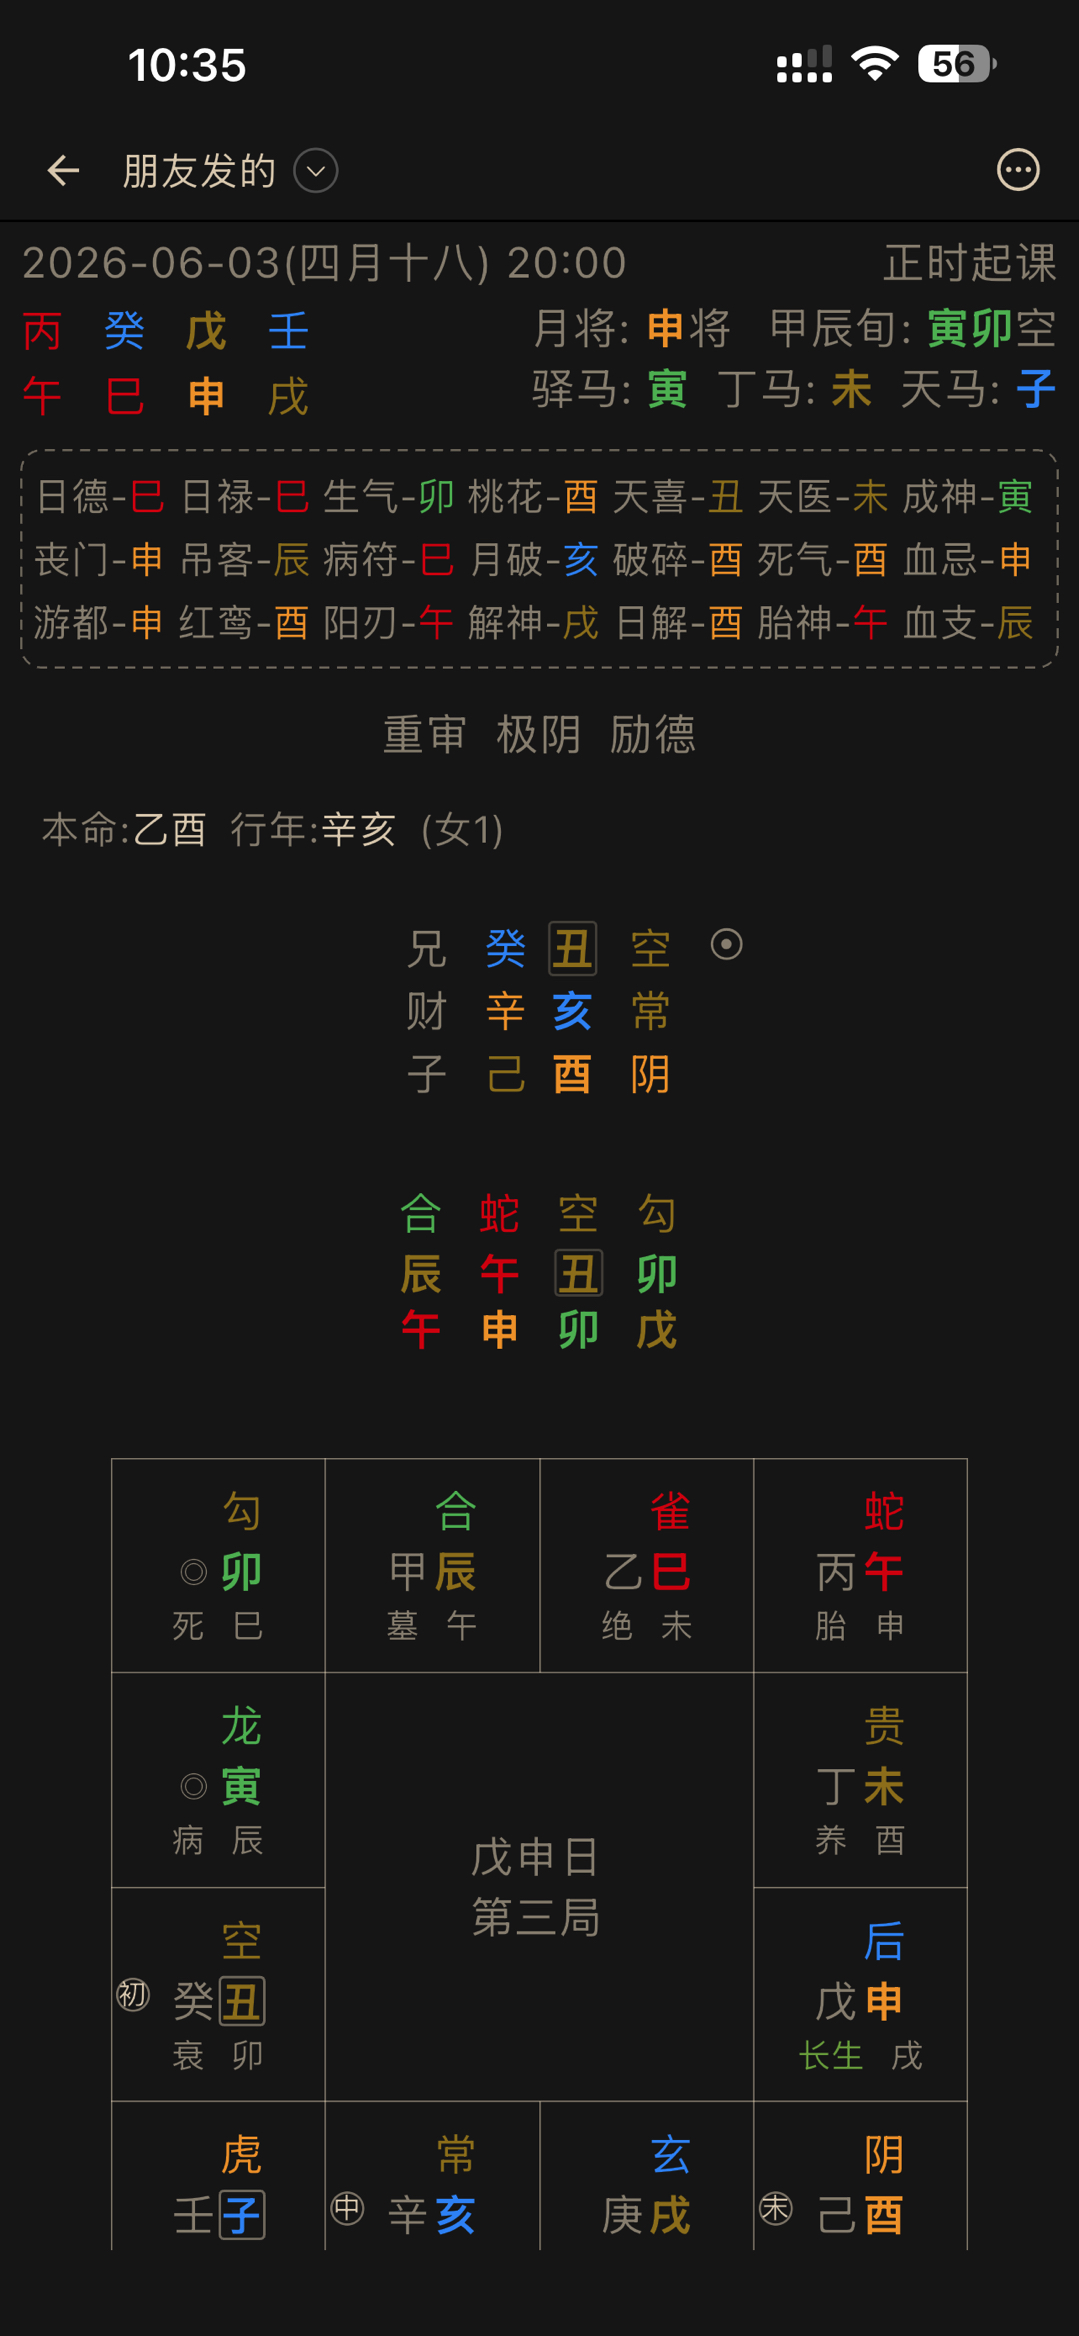 10:35
56
朋友发的
2026-06-03(四月十八) 20:00 正时起课
丙 癸 戊 壬 月将: 申将 甲辰旬: 寅卯空
午 巳 申 戌 驿马: 寅 丁马: 未 天马: 子
日德-巳 日禄-巳 生气-卯 桃花-酉 天喜-丑 天医-未 成神-寅
丧门-申 吊客-辰 病符-巳 月破-亥 破碎-酉 死气-酉 血忌-申
游都-申 红鸾-酉 阳刃-午 解神-戌 日解-酉 胎神-午 血支-辰
重审 极阴 励德
本命:乙酉 行年:辛亥 (女1)
兄 癸 丑 空
财 辛 亥 常
子 己 酉 阴
合 蛇 空 勾
辰 午 丑 卯
午 申 卯 戊
勾 合 雀 蛇
卯 甲辰 乙巳 丙午
死 巳 墓 午 绝 未 胎 申
龙 贵
寅 丁未
病 辰 养 酉
戊申日
第三局
空 后
初 癸丑 戊申
衰 卯 长生 戌
虎 常 玄 阴
壬子 中 辛亥 庚戌 末 己酉